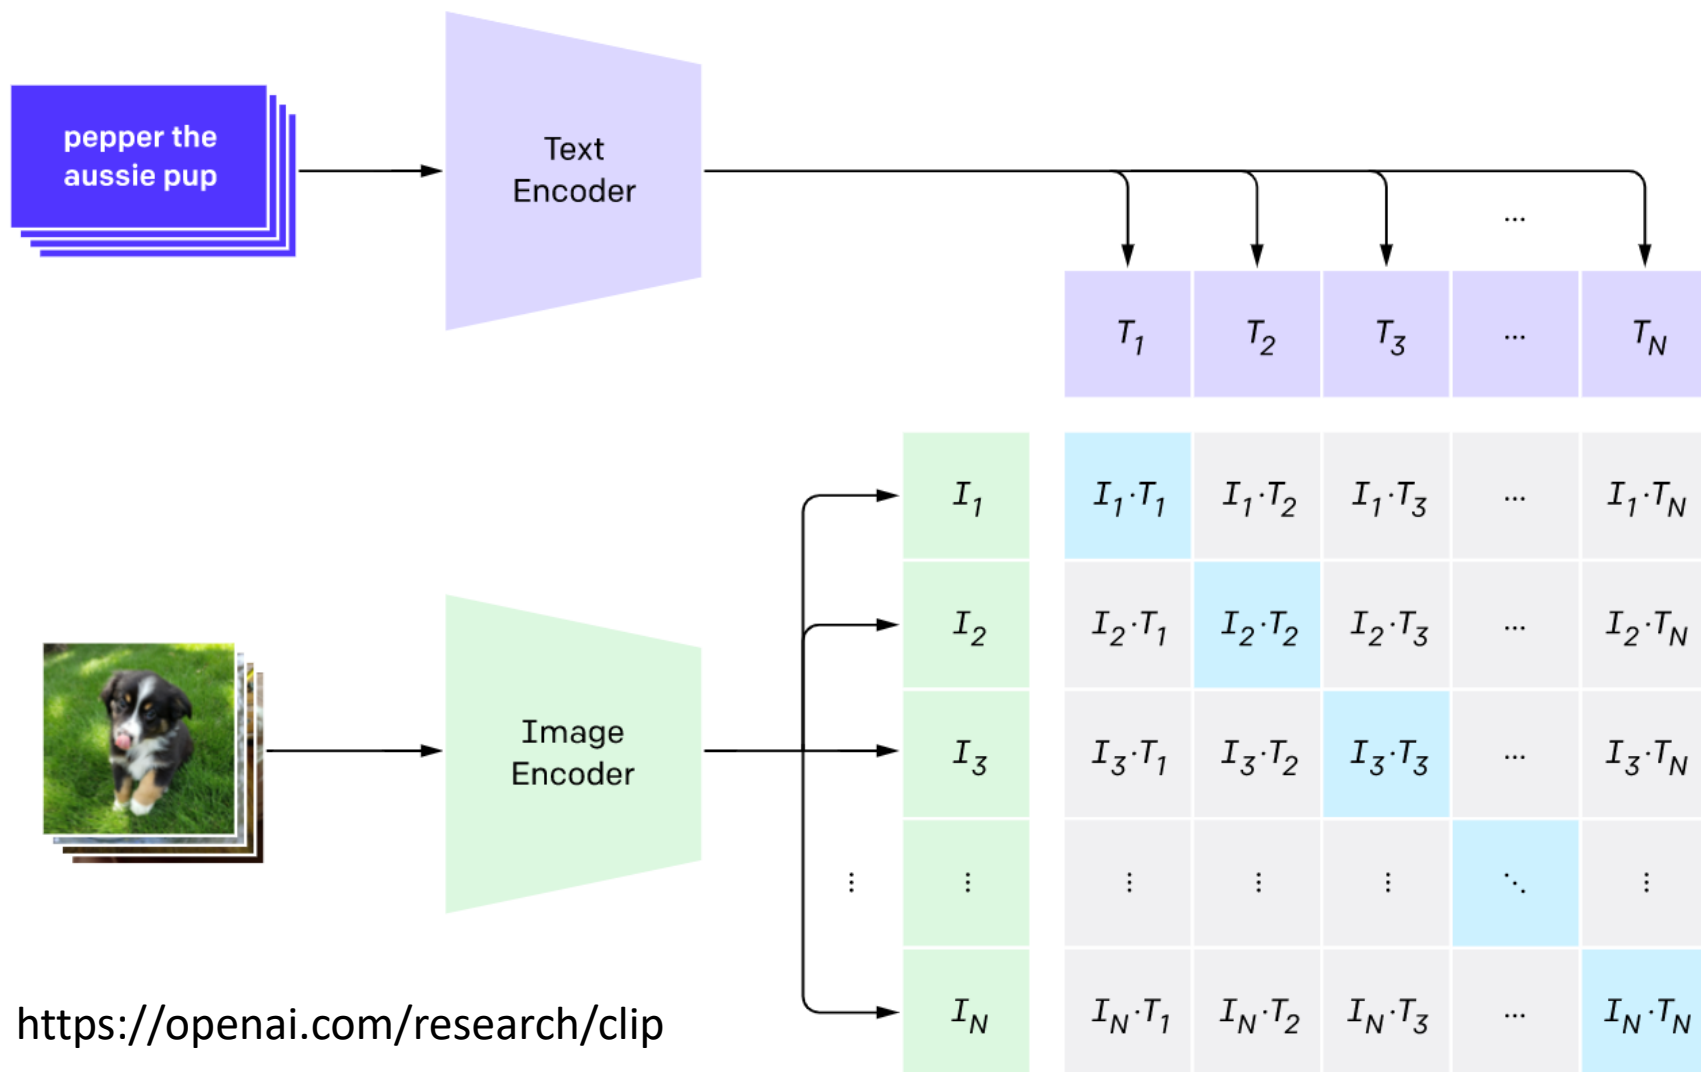 pepper the
aussie pup
Text
Encoder
...
T1 T2 T3 ... TN
I1 I1·T1 I1·T2 I1·T3 ... I1·TN
I2 I2·T1 I2·T2 I2·T3 ... I2·TN
Image
Encoder
I3 I3·T1 I3·T2 I3·T3 ... I3·TN
⋮ ⋮ ⋮ ⋮ ⋮ ⋱ ⋮
IN IN·T1 IN·T2 IN·T3 ... IN·TN
https://openai.com/research/clip